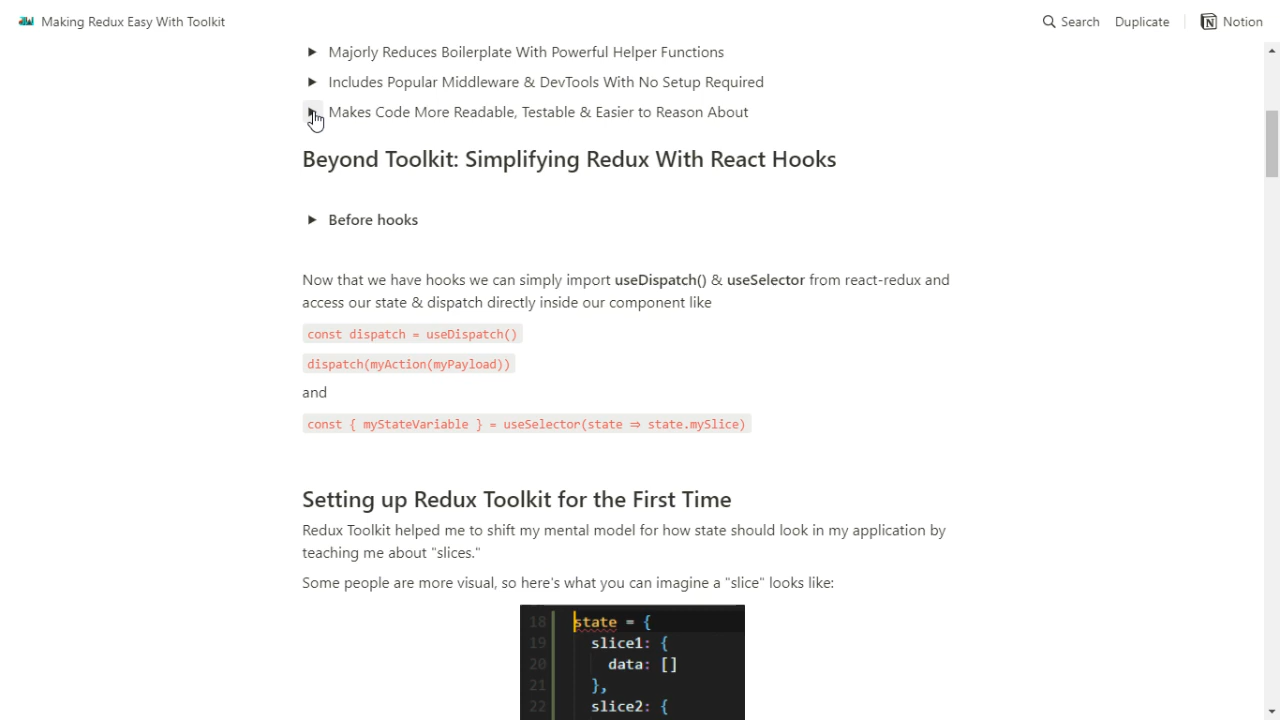 Making Redux Easy With Toolkit
Search
Duplicate
Notion
Majorly Reduces Boilerplate With Powerful Helper Functions
Includes Popular Middleware & DevTools With No Setup Required
Makes Code More Readable, Testable & Easier to Reason About
Beyond Toolkit: Simplifying Redux With React Hooks
Before hooks
Now that we have hooks we can simply import useDispatch() & useSelector from react-redux and
access our state & dispatch directly inside our component like
const dispatch = useDispatch()
dispatch(myAction(myPayload))
and
const { myStateVariable } = useSelector(state ⇒ state.mySlice)
Setting up Redux Toolkit for the First Time
Redux Toolkit helped me to shift my mental model for how state should look in my application by
teaching me about "slices."
Some people are more visual, so here's what you can imagine a "slice" looks like:
18 state = {
19 slice1: {
20 data: []
21 },
22 slice2: {